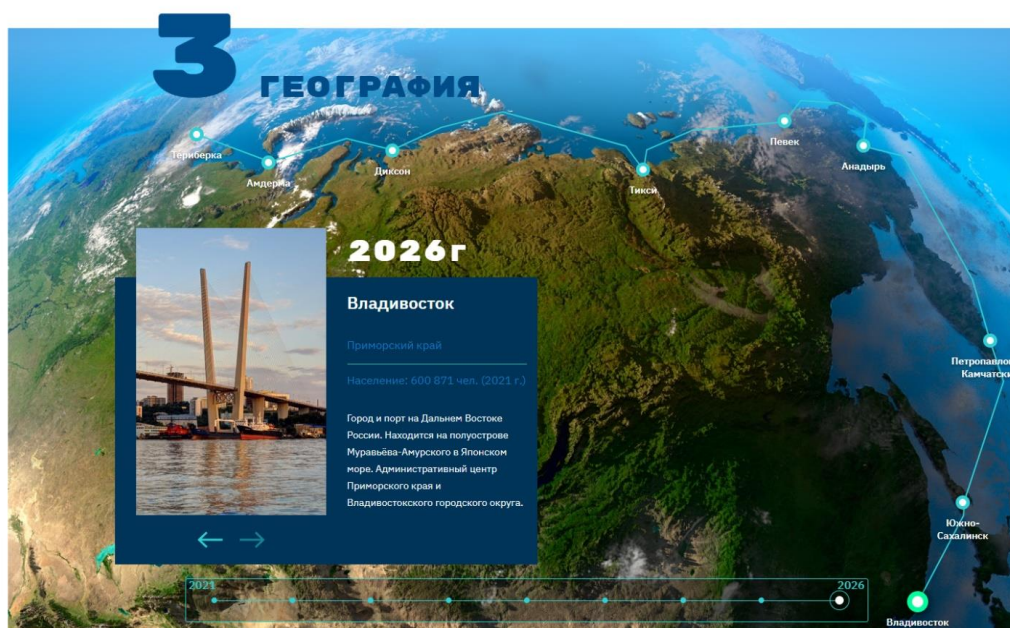 3
ГЕОГРАФИЯ
Териберка
Амдерма
Диксон
Тикси
Певек
Анадырь
2026г
Владивосток
Приморский край
Население: 600 871 чел. (2021 г.)
Город и порт на Дальнем Востоке
России. Находится на полуострове
Муравьёва-Амурского в Японском
море. Административный центр
Приморского края и
Владивостокского городского округа.
Камчатски
Южно-
Сахалинск
2021
2026
Владивосток